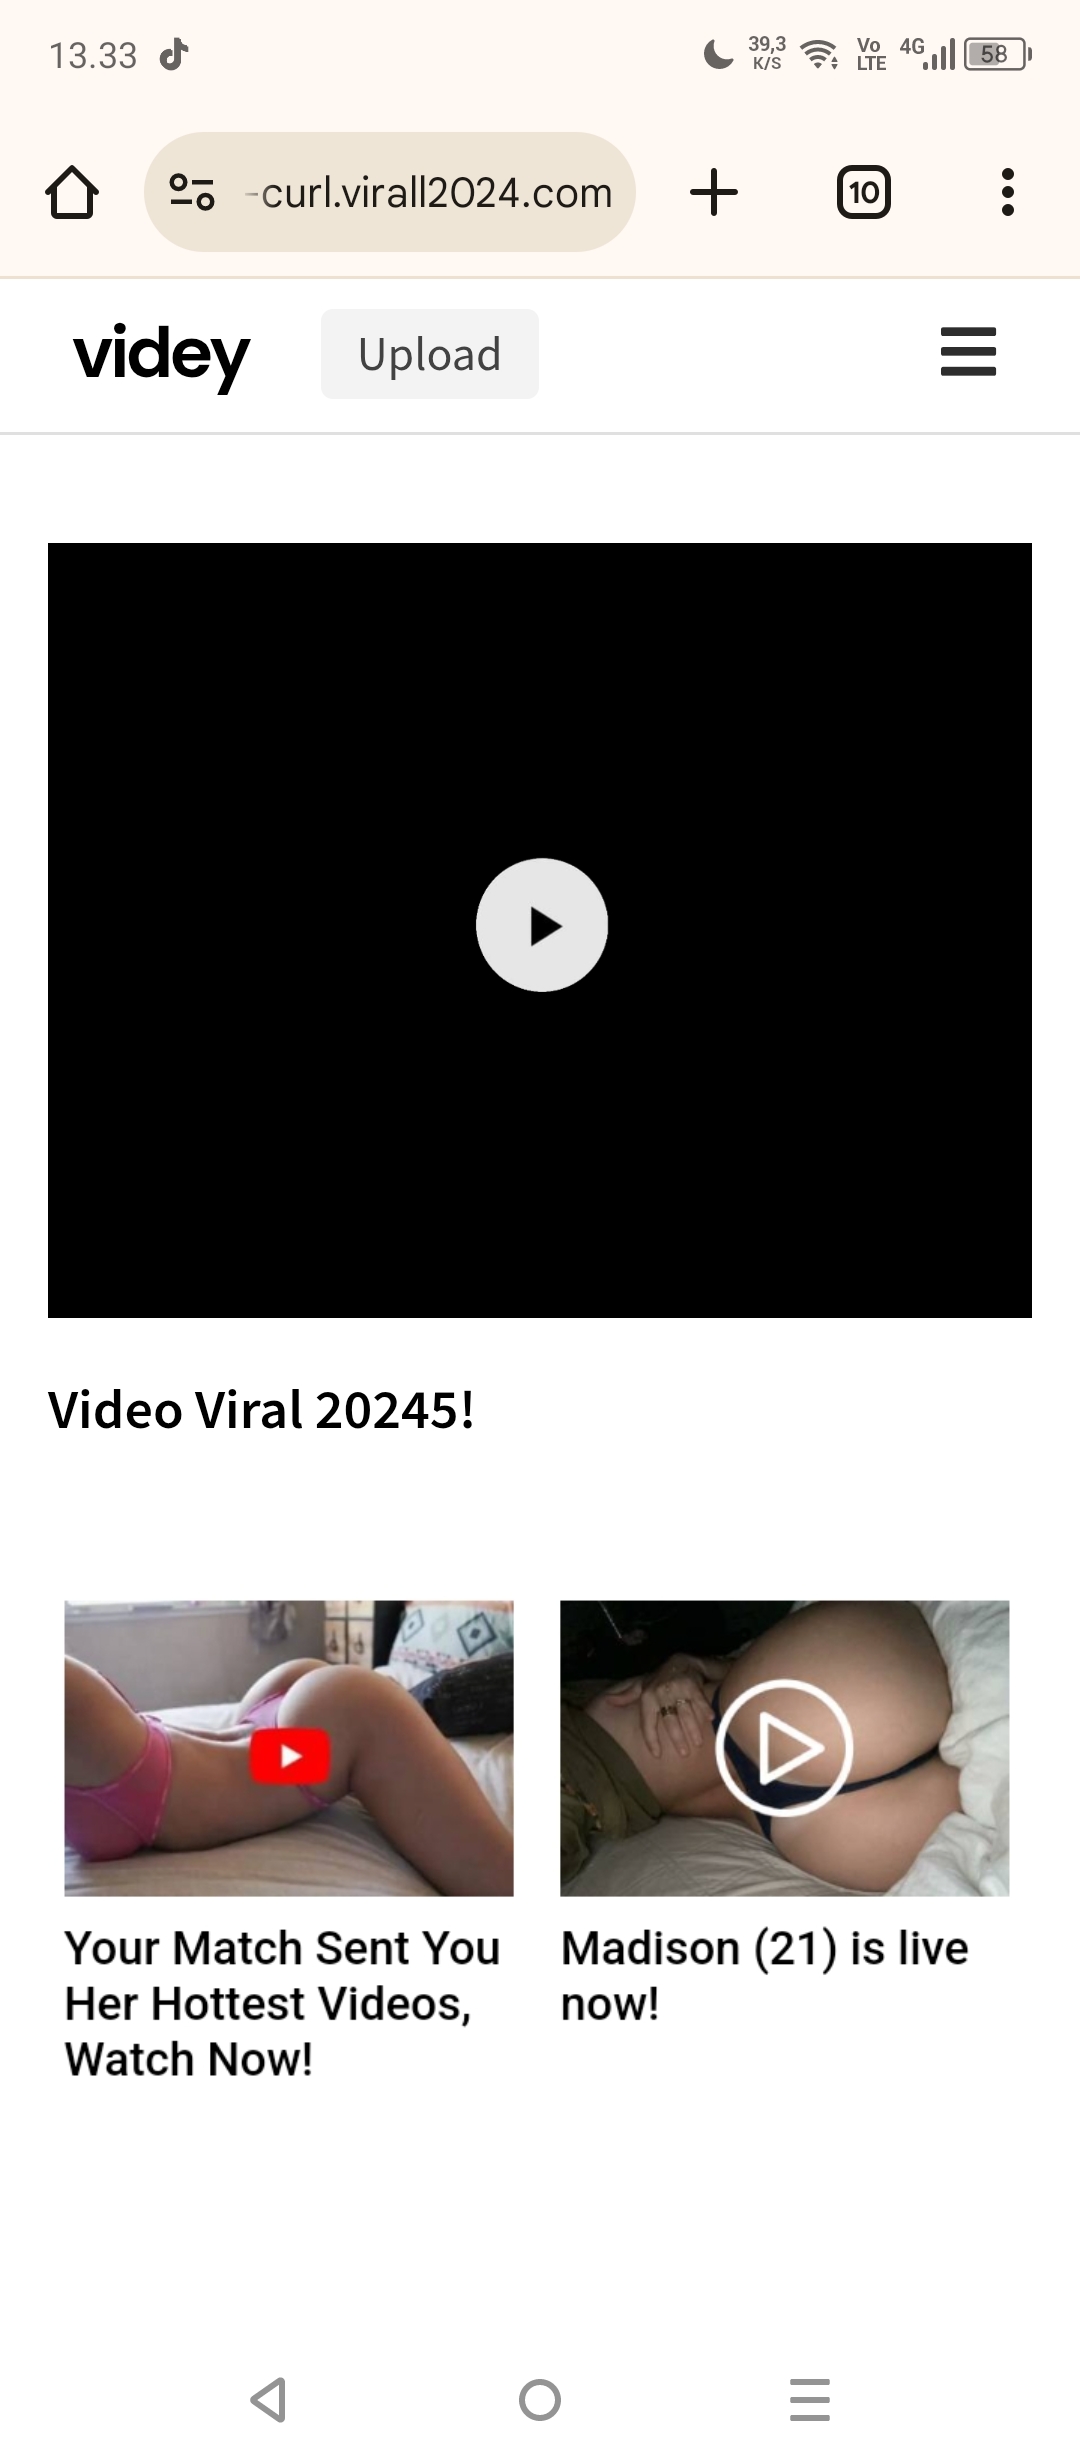 13.33
39,3 K/S Vo LTE 4G 58
-curl.virall2024.com
10
videy
Upload
Video Viral 20245!
Your Match Sent You
Her Hottest Videos,
Watch Now!
Madison (21) is live
now!